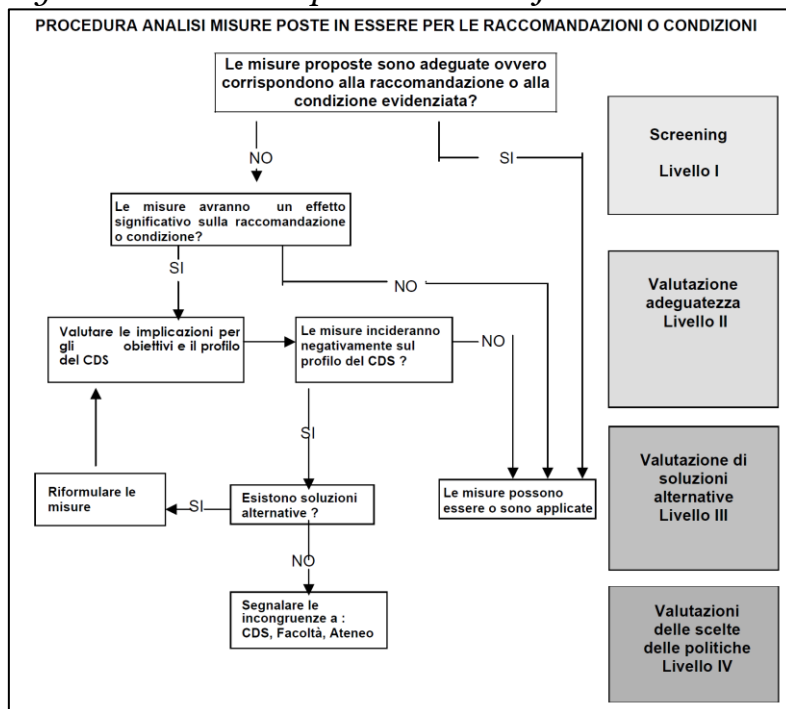 PROCEDURA ANALISI MISURE POSTE IN ESSERE PER LE RACCOMANDAZIONI O CONDIZIONI
Le misure proposte sono adeguate ovvero
corrispondono alla raccomandazione o alla
condizione evidenziata?
Screening
Livello I
NO
SI
Le misure avranno un effetto
significativo sulla raccomandazione
o condizione?
SI
NO
Valutazione
adeguatezza
Livello II
Valutare le implicazioni per
gli obiettivi e il profilo
del CDS
Le misure incideranno
negativamente sul
profilo del CDS ?
NO
SI
Valutazione di
soluzioni
alternative
Livello III
Riformulare le
misure
SI
Esistono soluzioni
alternative ?
Le misure possono
essere o sono applicate
NO
Segnalare le
incongruenze a :
CDS, Facoltà, Ateneo
Valutazioni
delle scelte
delle politiche
Livello IV